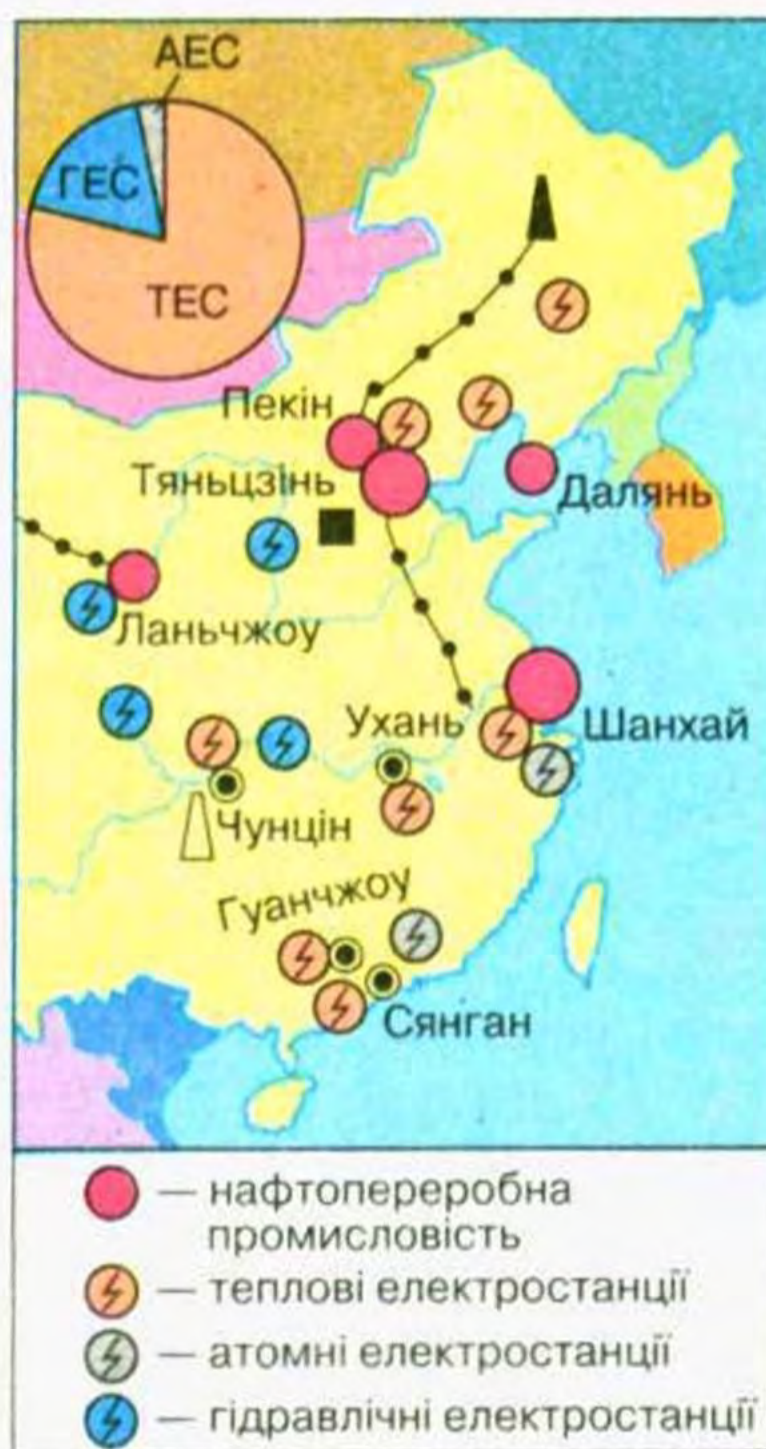 АЕС
ГЕС
ТЕС
Пекін
Тяньцзінь
Далянь
Ланьчжоу
Ухань
Шанхай
Чунцін
Гуанчжоу
Сянган
— нафтопереробна
промисловість
— теплові електростанції
— атомні електростанції
— гідравлічні електростанції